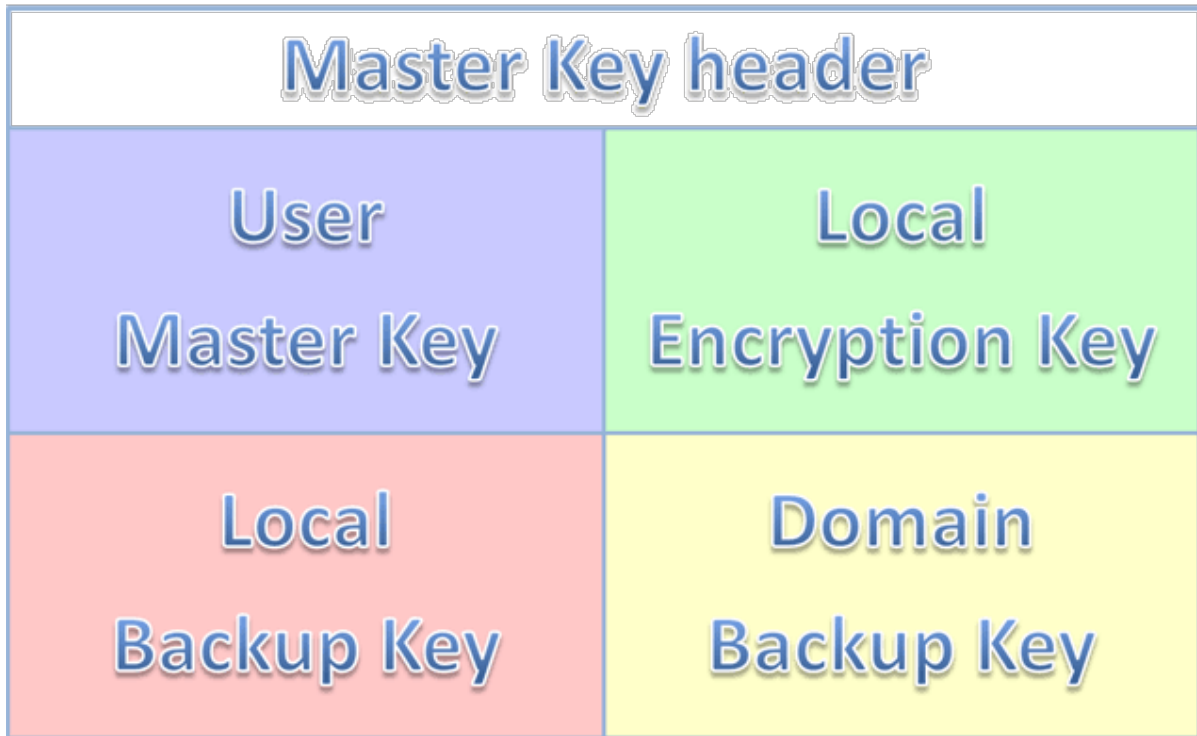 Master Key header
User
Master Key
Local
Encryption Key
Local
Backup Key
Domain
Backup Key